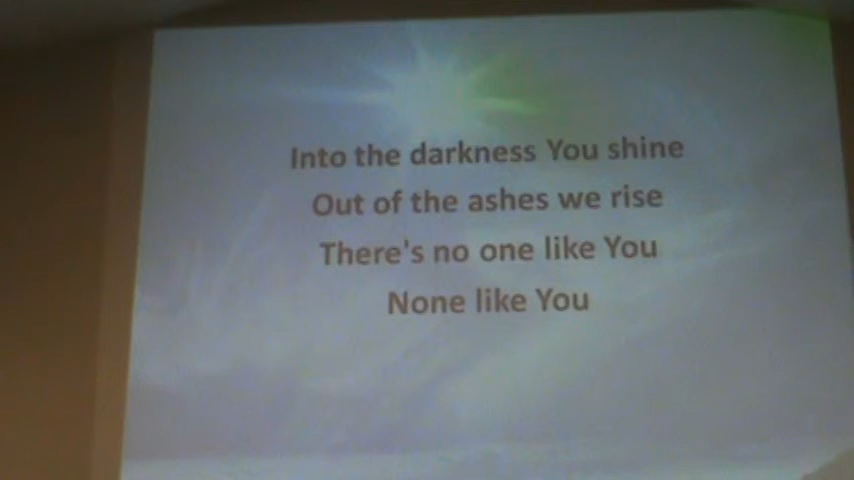 Into the darkness You shine
Out of the ashes we rise
There's no one like You
None like You